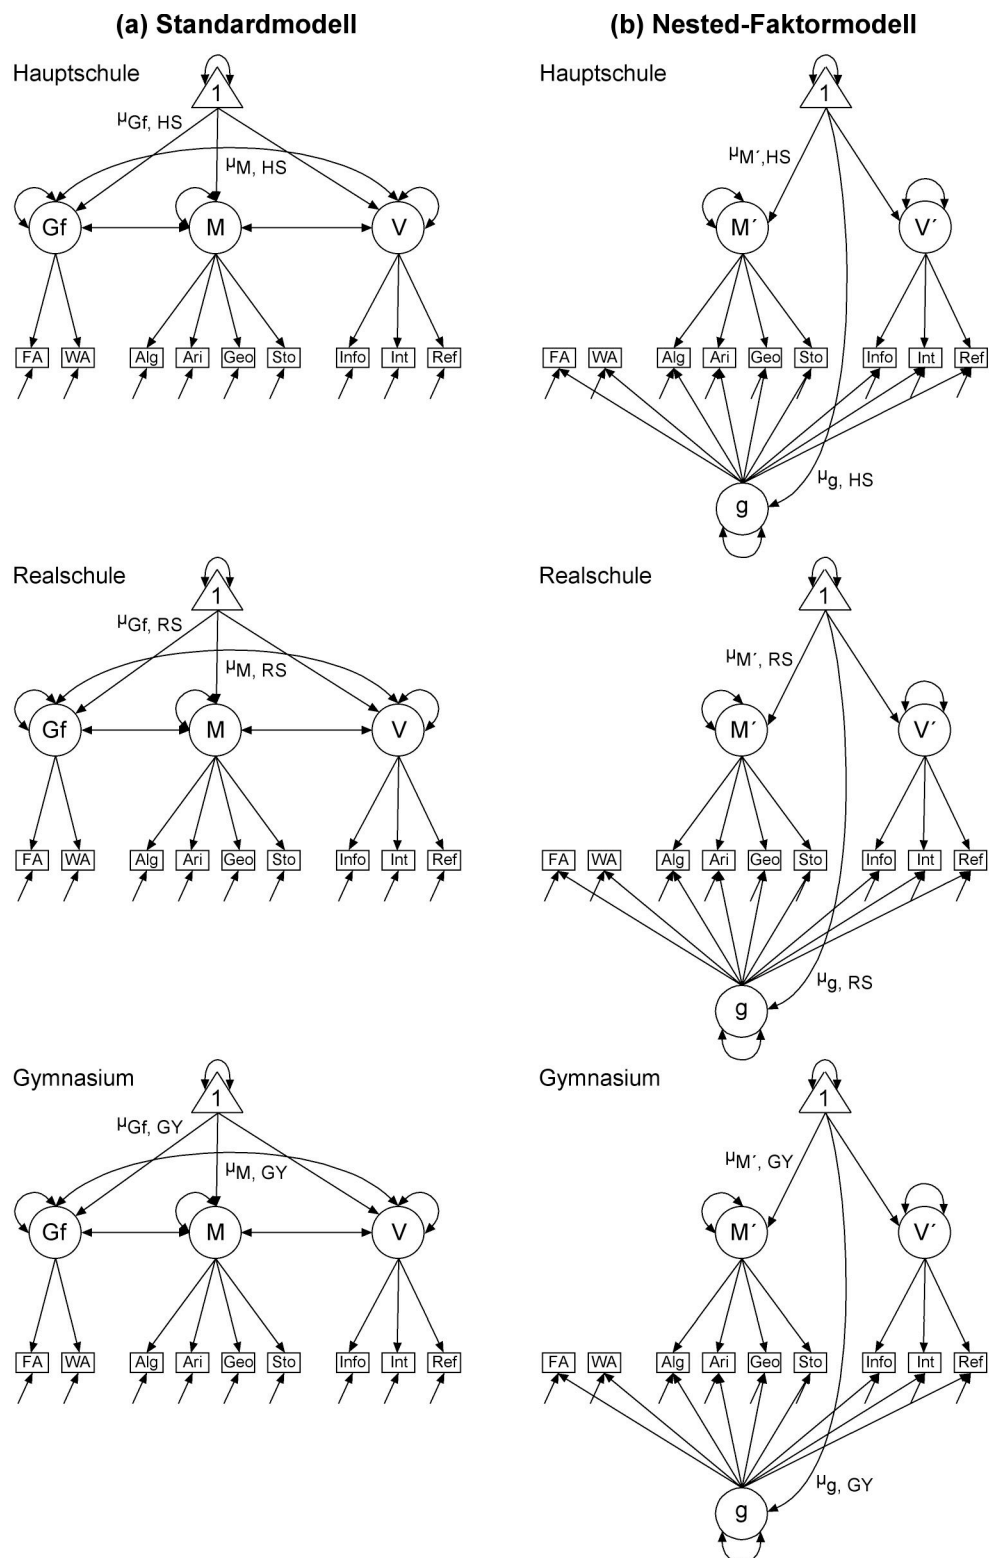 (a) Standardmodell
Hauptschule
1
μGf, HS
μM, HS
Gf M V
FA WA Alg Ari Geo Sto Info Int Ref
Realschule
1
μGf, RS
μM, RS
Gf M V
FA WA Alg Ari Geo Sto Info Int Ref
Gymnasium
1
μGf, GY
μM, GY
Gf M V
FA WA Alg Ari Geo Sto Info Int Ref
(b) Nested-Faktormodell
Hauptschule
1
μM´,HS
M´ V´
FA WA Alg Ari Geo Sto Info Int Ref
μg, HS
g
Realschule
1
μM´, RS
M´ V´
FA WA Alg Ari Geo Sto Info Int Ref
μg, RS
g
Gymnasium
1
μM´, GY
M´ V´
FA WA Alg Ari Geo Sto Info Int Ref
μg, GY
g